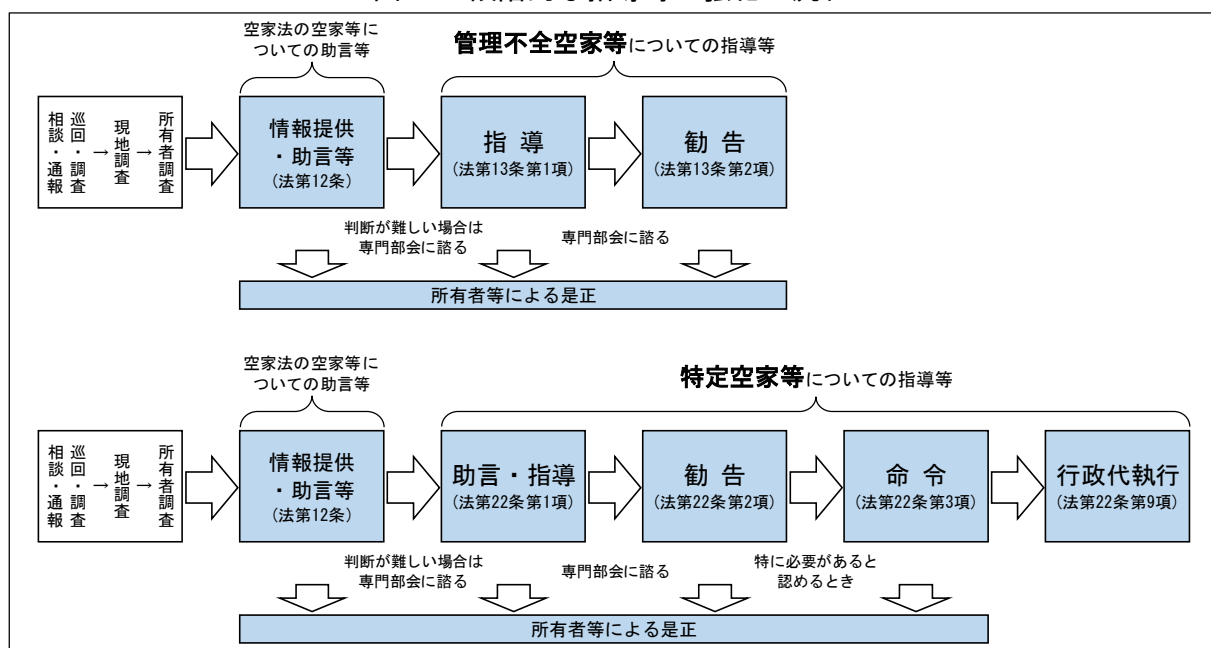 空家法の空家等に
ついての助言等
管理不全空家等についての指導等
相談・通報
巡回・調査
→
現地調査
→
所有者調査
情報提供
・助言等
(法第12条)
指 導
(法第13条第1項)
勧 告
(法第13条第2項)
判断が難しい場合は
専門部会に諮る
専門部会に諮る
所有者等による是正
空家法の空家等に
ついての助言等
特定空家等についての指導等
相談・通報
巡回・調査
→
現地調査
→
所有者調査
情報提供
・助言等
(法第12条)
助言・指導
(法第22条第1項)
勧 告
(法第22条第2項)
命 令
(法第22条第3項)
行政代執行
(法第22条第9項)
判断が難しい場合は
専門部会に諮る
専門部会に諮る
特に必要があると
認めるとき
所有者等による是正